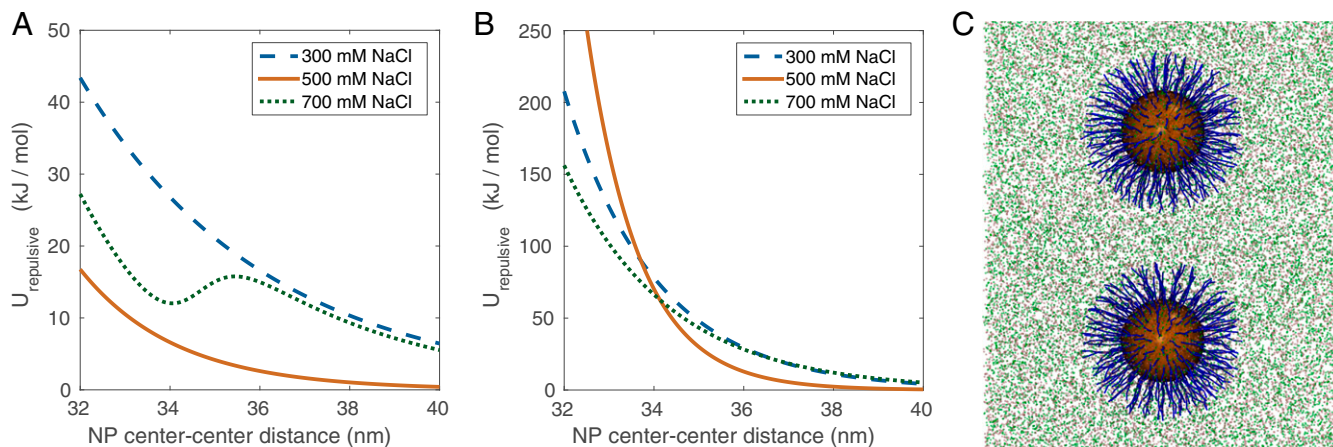 A
50
40
30
20
10
0
U repulsive (kJ / mol)
300 mM NaCl
500 mM NaCl
700 mM NaCl
32 34 36 38 40
NP center-center distance (nm)
B
250
200
150
100
50
0
U repulsive (kJ / mol)
300 mM NaCl
500 mM NaCl
700 mM NaCl
32 34 36 38 40
NP center-center distance (nm)
C